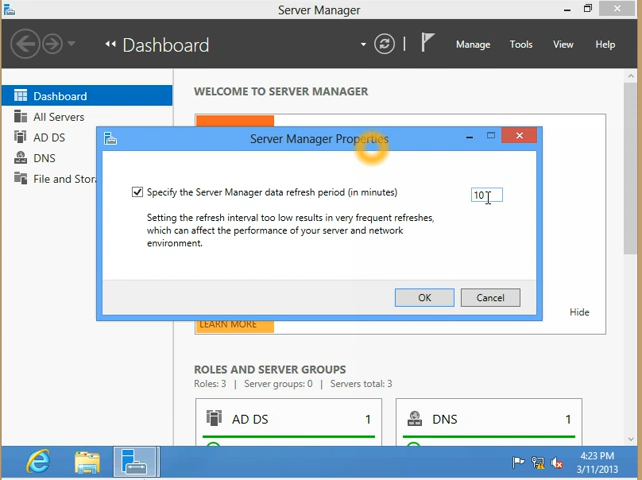 Server Manager
Dashboard
Manage Tools View Help
Dashboard
All Servers
AD DS
DNS
File and Stora
WELCOME TO SERVER MANAGER
Server Manager Properties
Specify the Server Manager data refresh period (in minutes)
10
Setting the refresh interval too low results in very frequent refreshes,
which can affect the performance of your server and network
environment.
OK Cancel
Hide
LEARN MORE
ROLES AND SERVER GROUPS
Roles: 3 | Server groups: 0 | Servers total: 3
AD DS 1
DNS 1
4:23 PM
3/11/2013